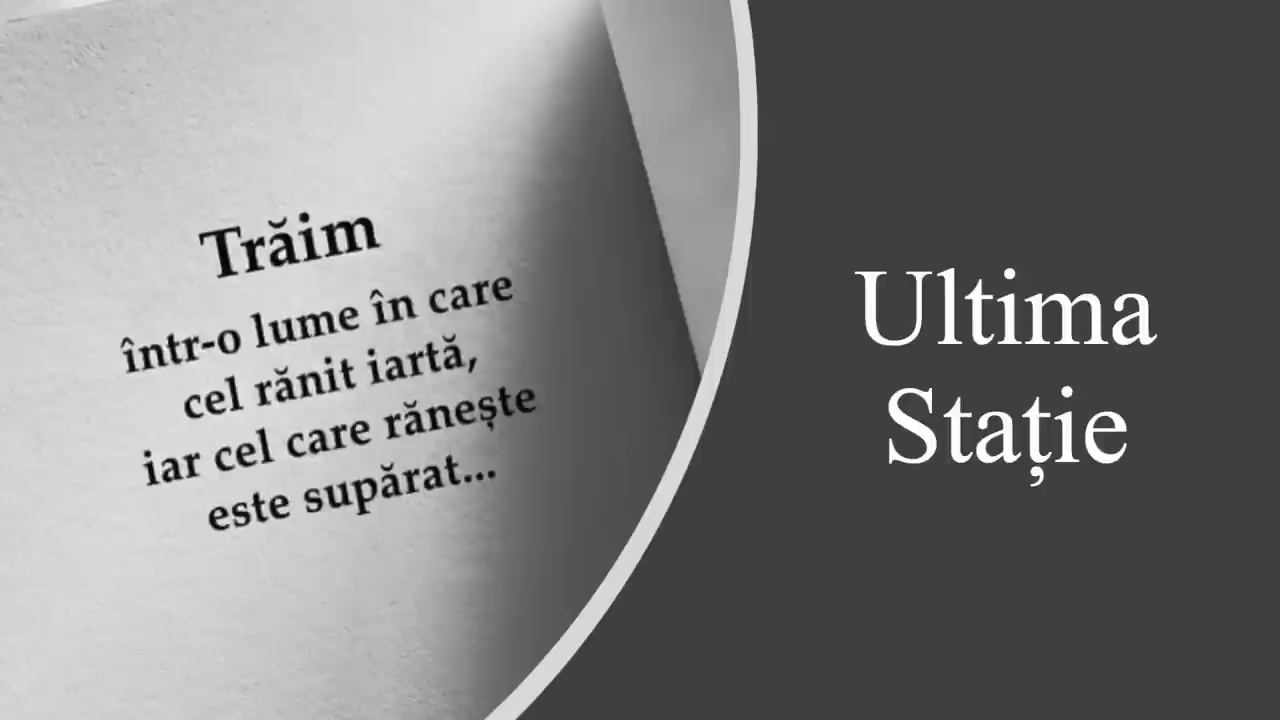 Trăim
într-o lume în care
cel rănit iartă,
iar cel care rănește
este supărat...
Ultima
Stație